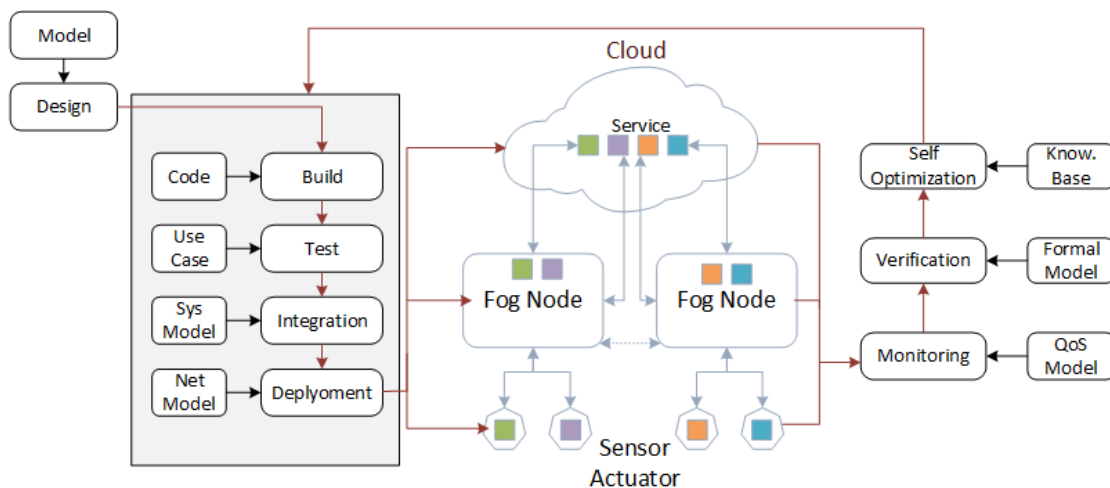 Model
Design
Code
Build
Use
Case
Test
Sys
Model
Integration
Net
Model
Deplyoment
Cloud
Service
Fog Node
Fog Node
Sensor
Actuator
Self
Optimization
Know.
Base
Verification
Formal
Model
Monitoring
QoS
Model